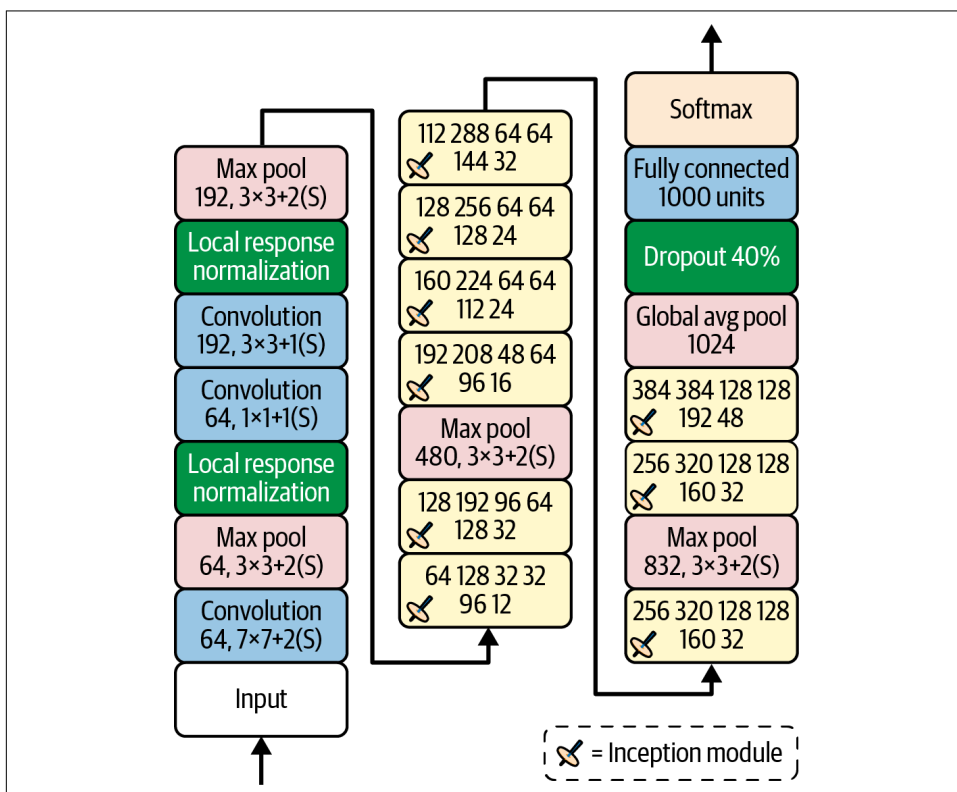 Max pool
192, 3×3+2(S)
Local response
normalization
Convolution
192, 3×3+1(S)
Convolution
64, 1×1+1(S)
Local response
normalization
Max pool
64, 3×3+2(S)
Convolution
64, 7×7+2(S)
Input
112 288 64 64
144 32
128 256 64 64
128 24
160 224 64 64
112 24
192 208 48 64
96 16
Max pool
480, 3×3+2(S)
128 192 96 64
128 32
64 128 32 32
96 12
Softmax
Fully connected
1000 units
Dropout 40%
Global avg pool
1024
384 384 128 128
192 48
256 320 128 128
160 32
Max pool
832, 3×3+2(S)
256 320 128 128
160 32
= Inception module